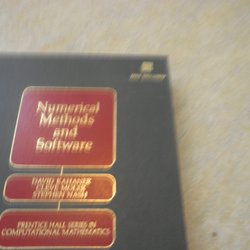 Numerical
Methods
and
Software
DAVID KAHANER
CLEVE MOLER
STEPHEN NASH
PRENTICE HALL SERIES IN
COMPUTATIONAL MATHEMATICS